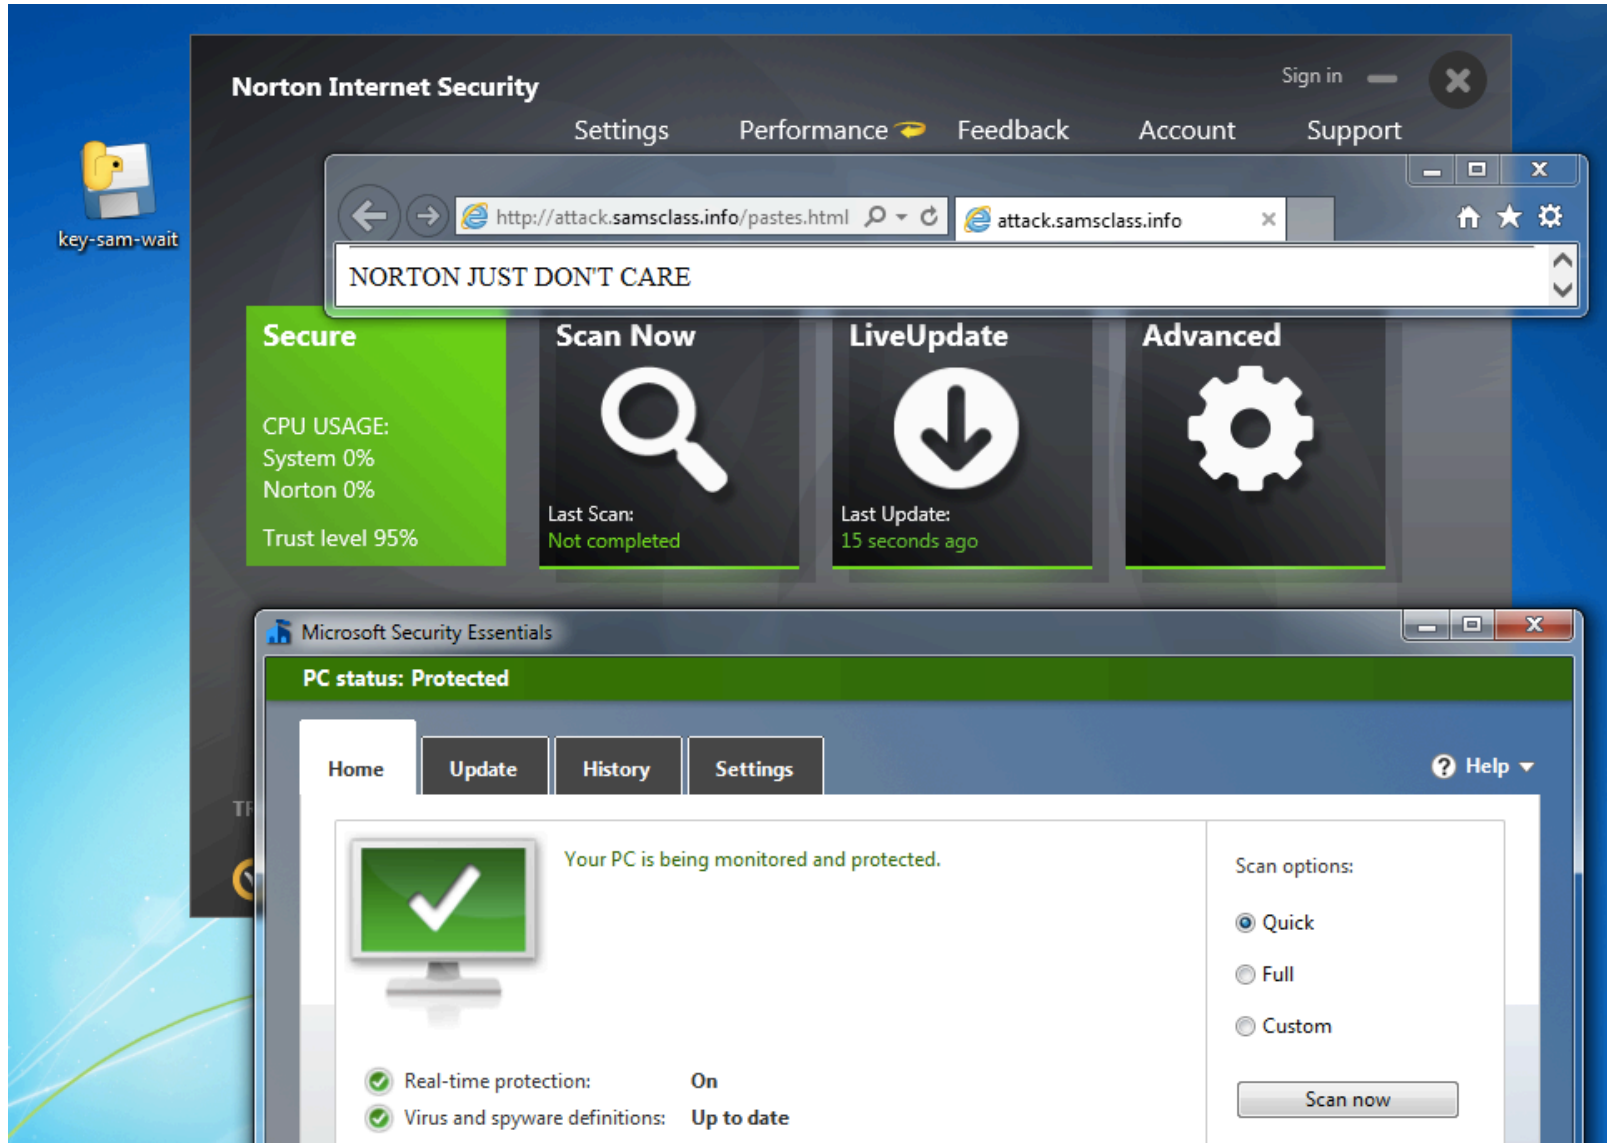 Norton Internet Security
Sign in
Settings Performance Feedback Account Support
key-sam-wait
http://attack.samsclass.info/pastes.html
attack.samsclass.info
NORTON JUST DON'T CARE
Secure
CPU USAGE:
System 0%
Norton 0%
Trust level 95%
Scan Now
Last Scan:
Not completed
LiveUpdate
Last Update:
15 seconds ago
Advanced
Microsoft Security Essentials
PC status: Protected
Home Update History Settings
Help
Your PC is being monitored and protected.
Scan options:
Quick
Full
Custom
Scan now
Real-time protection: On
Virus and spyware definitions: Up to date